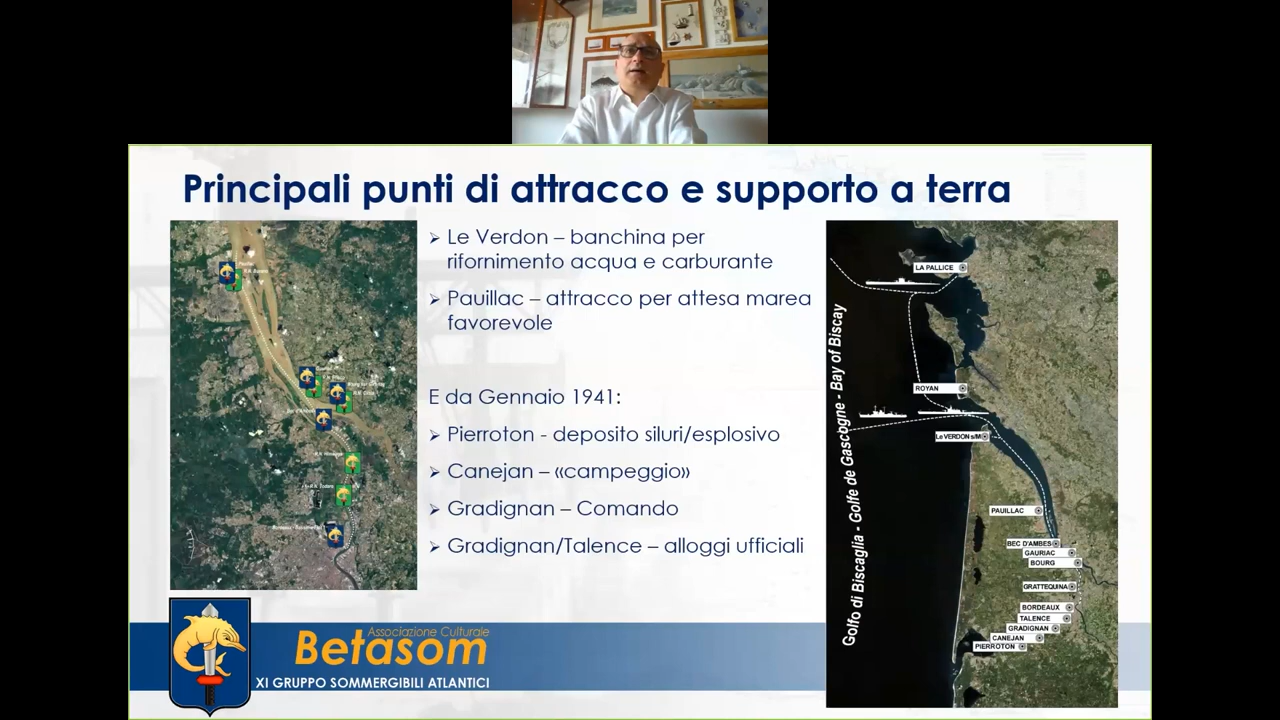 Principali punti di attracco e supporto a terra
Le Verdon – banchina per
rifornimento acqua e carburante
Pauillac – attracco per attesa marea
favorevole
E da Gennaio 1941:
Pierroton - deposito siluri/esplosivo
Canejan – «campeggio»
Gradignan – Comando
Gradignan/Talence – alloggi ufficiali
LA PALLICE
ROYAN
Le VERDON s/M
PAUILLAC
BEC D'AMBES
GAURIAC
BOURG
GRATTEQUINA
BORDEAUX
TALENCE
GRADIGNAN
CANEJAN
PIERROTON
Golfo di Biscaglia - Golfe de Gascogne - Bay of Biscay
Associazione Culturale
Betasom
XI GRUPPO SOMMERGIBILI ATLANTICI